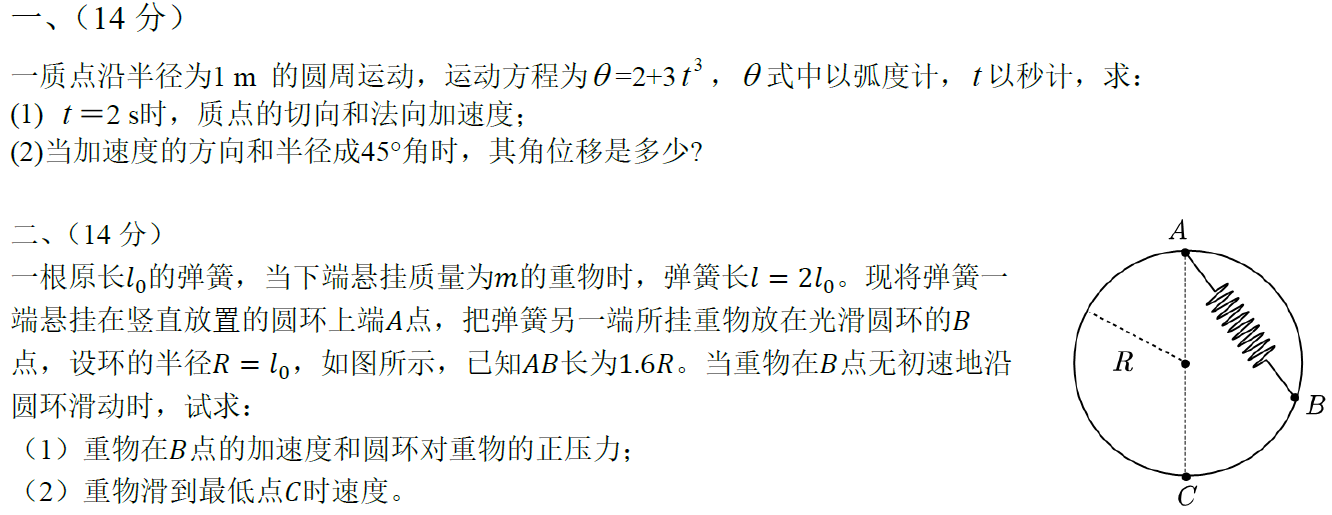 一、（14 分）
一质点沿半径为1 m 的圆周运动，运动方程为θ=2+3t³，θ式中以弧度计，t以秒计，求：
(1) t＝2 s时，质点的切向和法向加速度；
(2)当加速度的方向和半径成45°角时，其角位移是多少?
二、（14 分）
一根原长l₀的弹簧，当下端悬挂质量为m的重物时，弹簧长l = 2l₀。现将弹簧一
端悬挂在竖直放置的圆环上端A点，把弹簧另一端所挂重物放在光滑圆环的B
点，设环的半径R = l₀，如图所示，己知AB长为1.6R。当重物在B点无初速地沿
圆环滑动时，试求：
（1）重物在B点的加速度和圆环对重物的正压力；
（2）重物滑到最低点C时速度。
A
R
B
C